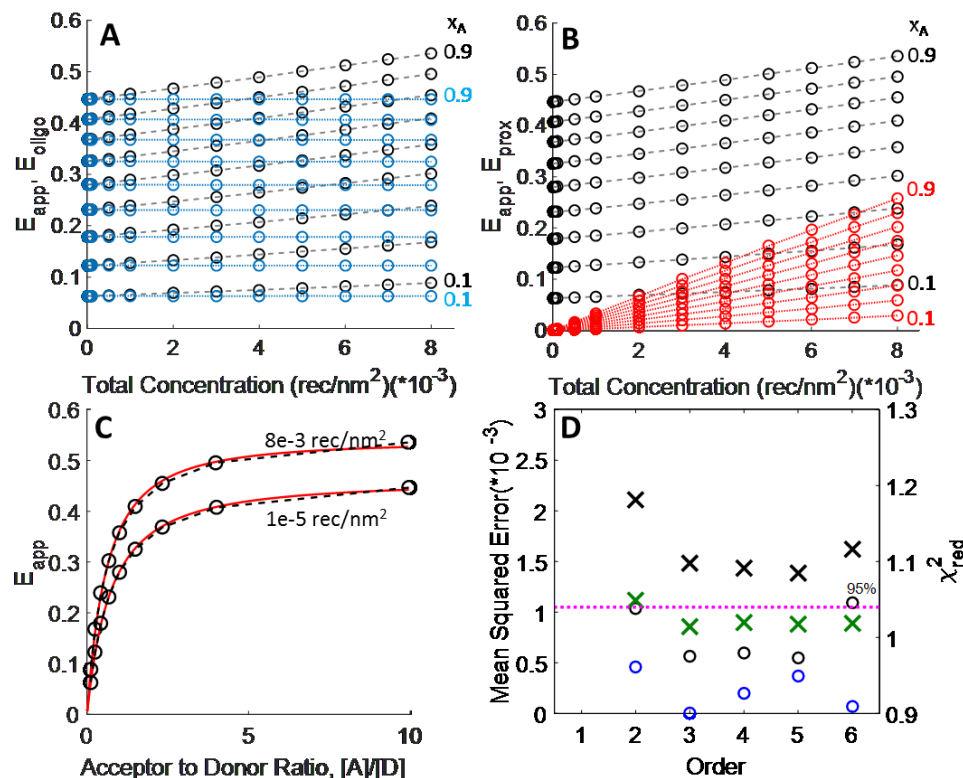 A
x_A
0.9
0.9
0.1
0.1
0.6
0.5
0.4
0.3
0.2
0.1
0
E_app, E_oligo
0 2 4 6 8
Total Concentration (rec/nm²)(*10⁻³)
B
x_A
0.9
0.9
0.1
0.1
0.6
0.5
0.4
0.3
0.2
0.1
0
E_app, E_prox
0 2 4 6 8
Total Concentration (rec/nm²)(*10⁻³)
C
8e-3 rec/nm²
1e-5 rec/nm²
0.6
0.5
0.4
0.3
0.2
0.1
0
E_app
0 5 10
Acceptor to Donor Ratio, [A]/[D]
D
95%
3
2.5
2
1.5
1
0.5
0
Mean Squared Error(*10⁻³)
1.3
1.2
1.1
1
0.9
χ²_red
1 2 3 4 5 6
Order